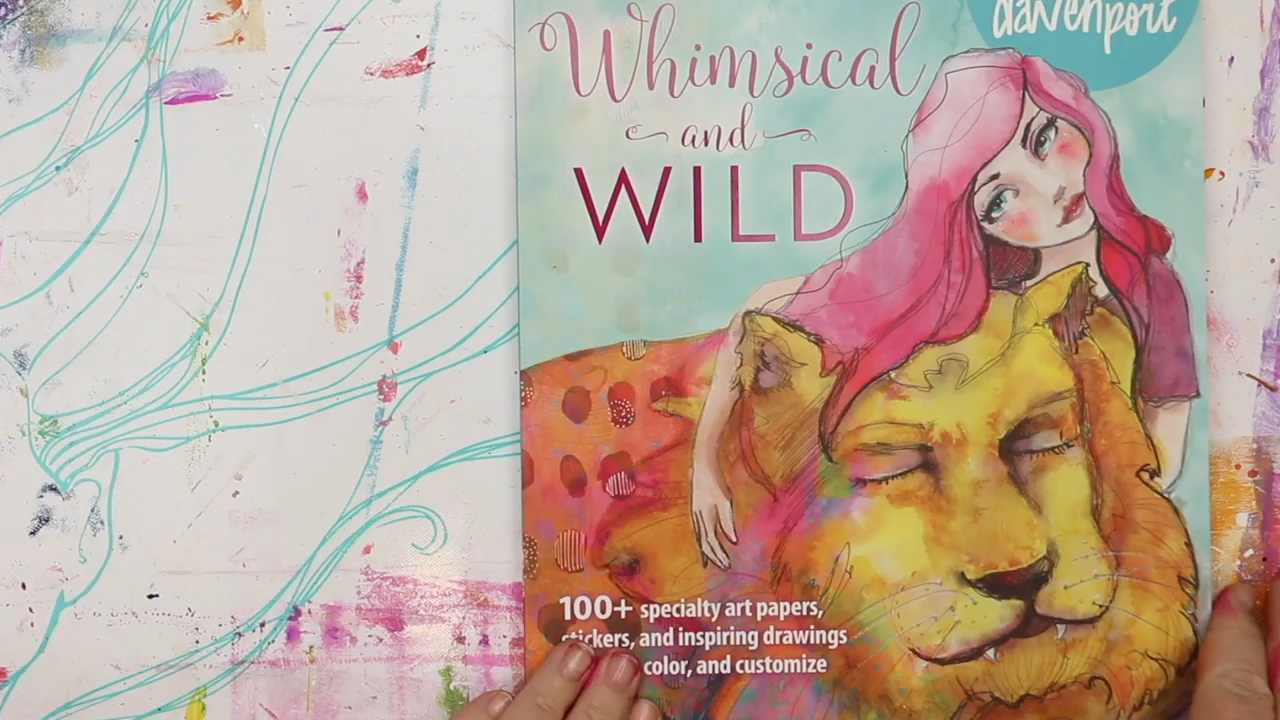 davenport
Whimsical
and
WILD
100+ specialty art papers,
stickers, and inspiring drawings
color, and customize